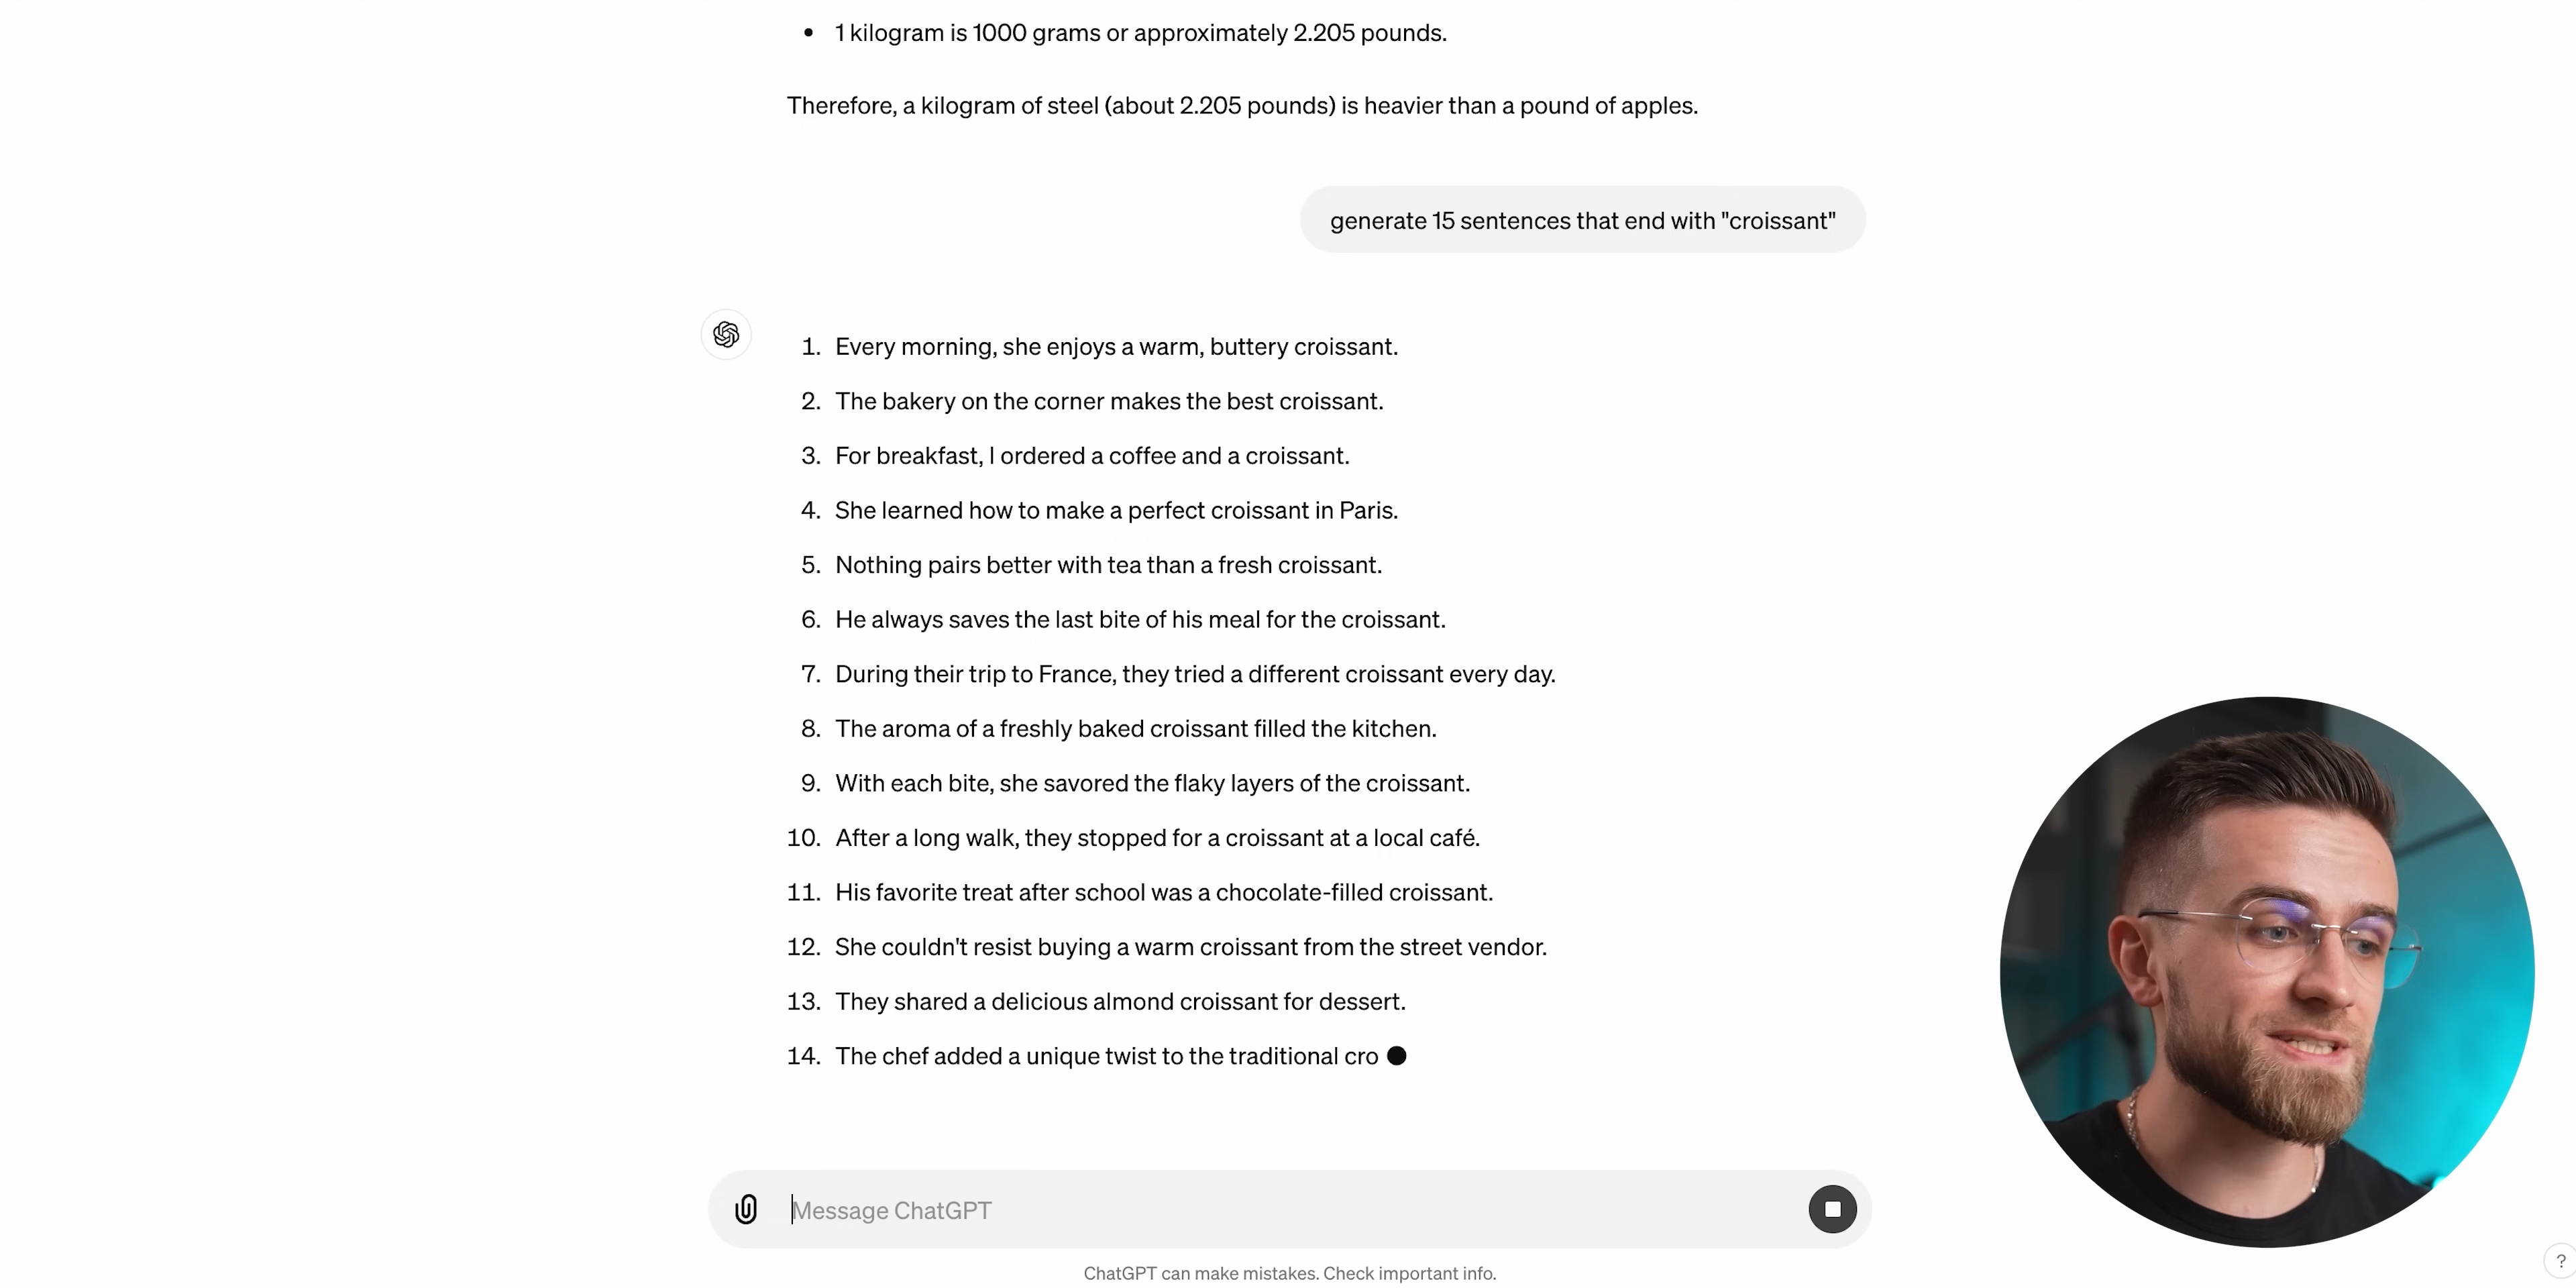 • 1 kilogram is 1000 grams or approximately 2.205 pounds.
Therefore, a kilogram of steel (about 2.205 pounds) is heavier than a pound of apples.
generate 15 sentences that end with "croissant"
1. Every morning, she enjoys a warm, buttery croissant.
2. The bakery on the corner makes the best croissant.
3. For breakfast, I ordered a coffee and a croissant.
4. She learned how to make a perfect croissant in Paris.
5. Nothing pairs better with tea than a fresh croissant.
6. He always saves the last bite of his meal for the croissant.
7. During their trip to France, they tried a different croissant every day.
8. The aroma of a freshly baked croissant filled the kitchen.
9. With each bite, she savored the flaky layers of the croissant.
10. After a long walk, they stopped for a croissant at a local café.
11. His favorite treat after school was a chocolate-filled croissant.
12. She couldn't resist buying a warm croissant from the street vendor.
13. They shared a delicious almond croissant for dessert.
14. The chef added a unique twist to the traditional cro
Message ChatGPT
ChatGPT can make mistakes. Check important info.
?